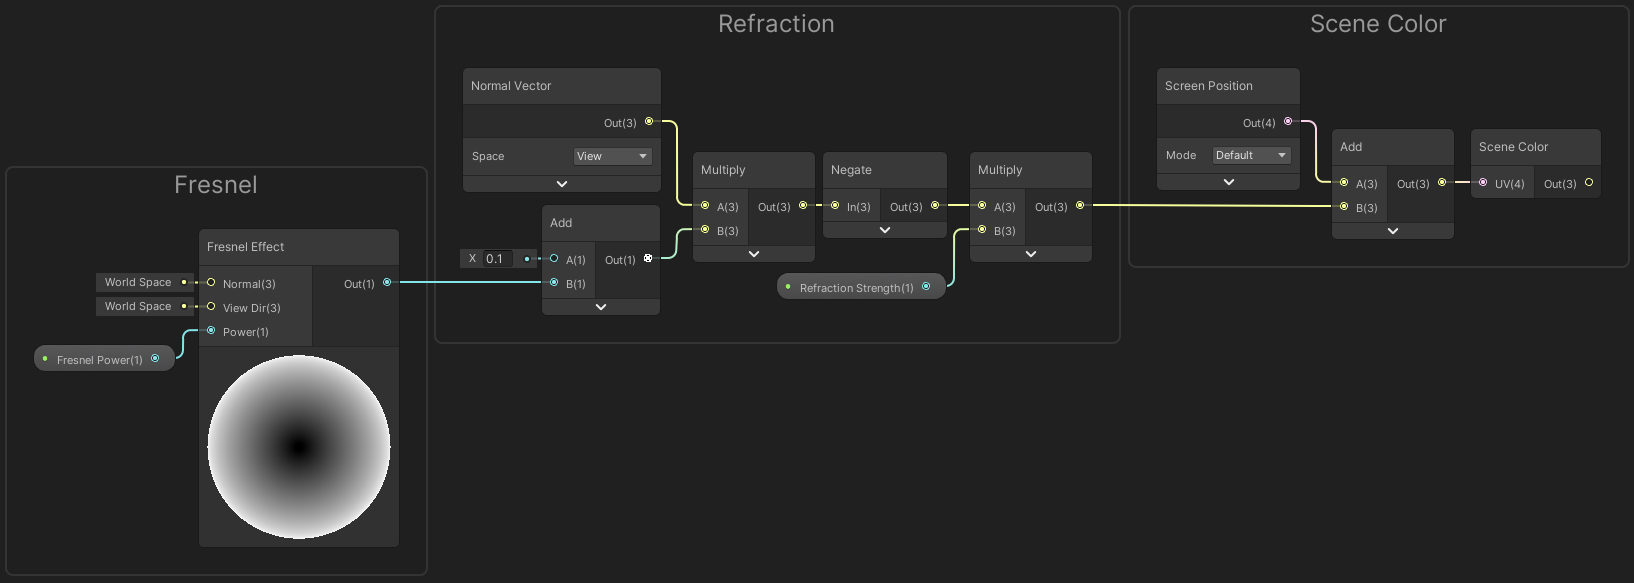 Fresnel
Fresnel Effect
World Space
Normal(3)
Out(1)
World Space
View Dir(3)
Power(1)
Fresnel Power(1)
Refraction
Normal Vector
Out(3)
Space
View
Add
X 0.1
A(1)
Out(1)
B(1)
Multiply
A(3)
Out(3)
B(3)
Negate
In(3)
Out(3)
Refraction Strength(1)
Multiply
A(3)
Out(3)
B(3)
Scene Color
Screen Position
Out(4)
Mode
Default
Add
A(3)
Out(3)
B(3)
Scene Color
UV(4)
Out(3)